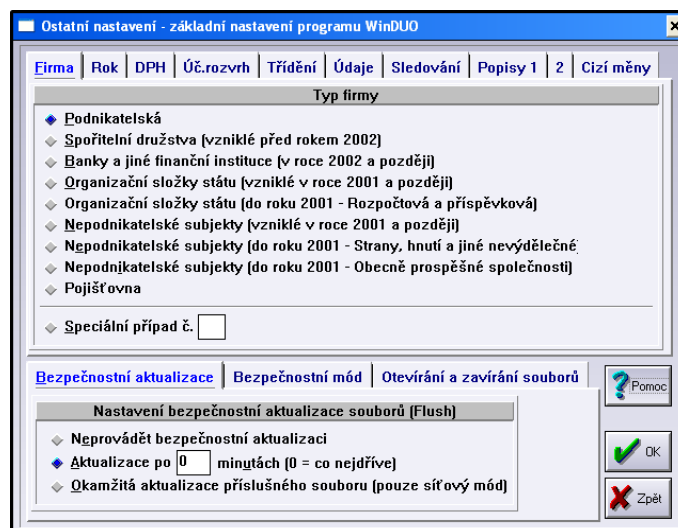 Ostatní nastavení - základní nastavení programu WinDUO
Firma Rok DPH Úč.rozvrh Třídění Údaje Sledování Popisy 1 2 Cizí měny
Typ firmy
Podnikatelská
Spořitelní družstva (vzniklé před rokem 2002)
Banky a jiné finanční instituce (v roce 2002 a později)
Organizační složky státu (vzniklé v roce 2001 a později)
Organizační složky státu (do roku 2001 - Rozpočtová a příspěvková)
Nepodnikatelské subjekty (vzniklé v roce 2001 a později)
Nepodnikatelské subjekty (do roku 2001 - Strany, hnutí a jiné nevýdělečné)
Nepodnikatelské subjekty (do roku 2001 - Obecně prospěšné společnosti)
Pojišťovna
Speciální případ č.
Bezpečnostní aktualizace Bezpečnostní mód Otevírání a zavírání souborů
Nastavení bezpečnostní aktualizace souborů (Flush)
Neprovádět bezpečnostní aktualizaci
Aktualizace po 0 minutách (0 = co nejdříve)
Okamžitá aktualizace příslušného souboru (pouze síťový mód)
Pomoc
OK
Zpět